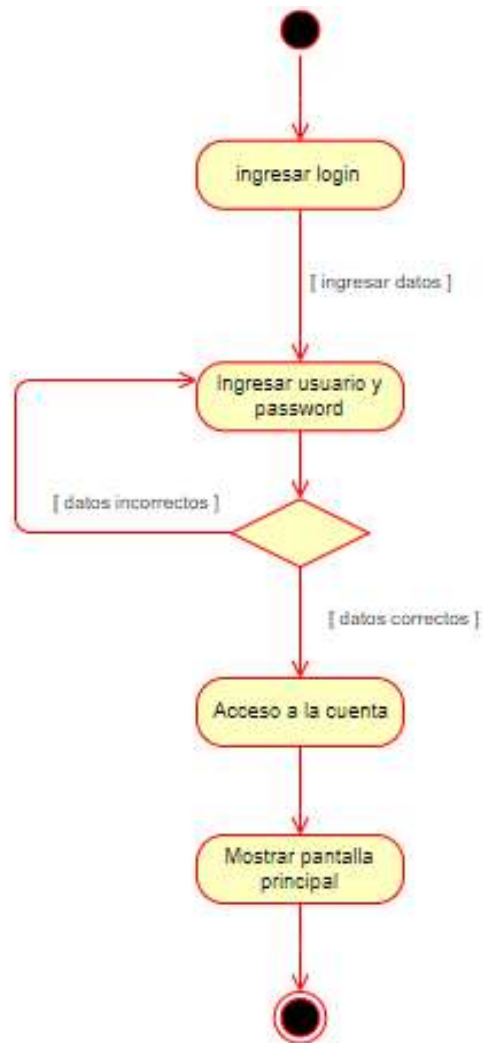 ingresar login
[ ingresar datos ]
Ingresar usuario y
password
[ datos incorrectos ]
[ datos correctos ]
Acceso a la cuenta
Mostrar pantalla
principal